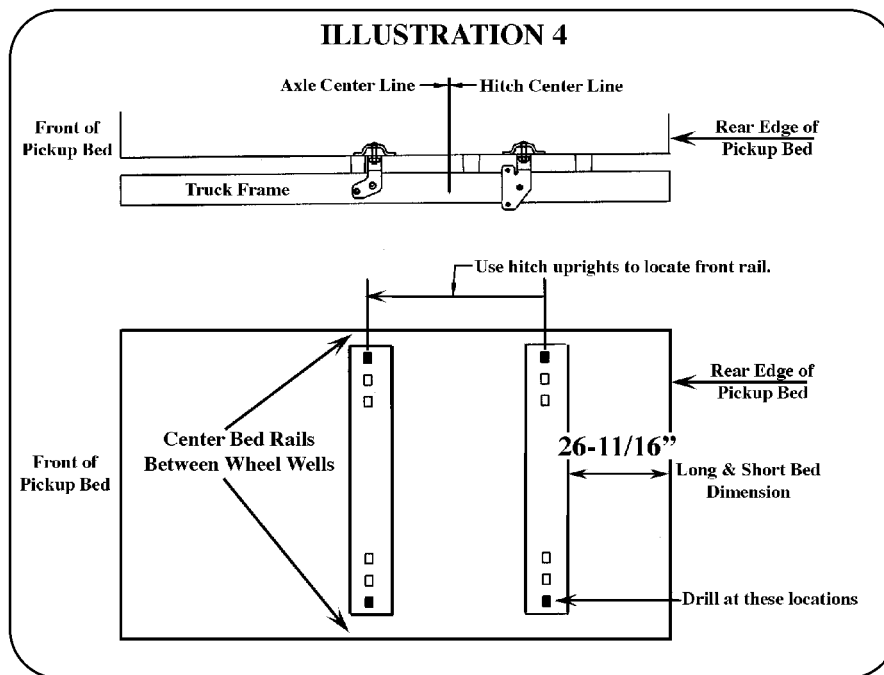 ILLUSTRATION 4
Axle Center Line
Hitch Center Line
Front of
Pickup Bed
Rear Edge of
Pickup Bed
Truck Frame
Use hitch uprights to locate front rail.
Rear Edge of
Pickup Bed
Center Bed Rails
Between Wheel Wells
26-11/16”
Front of
Pickup Bed
Long & Short Bed
Dimension
Drill at these locations